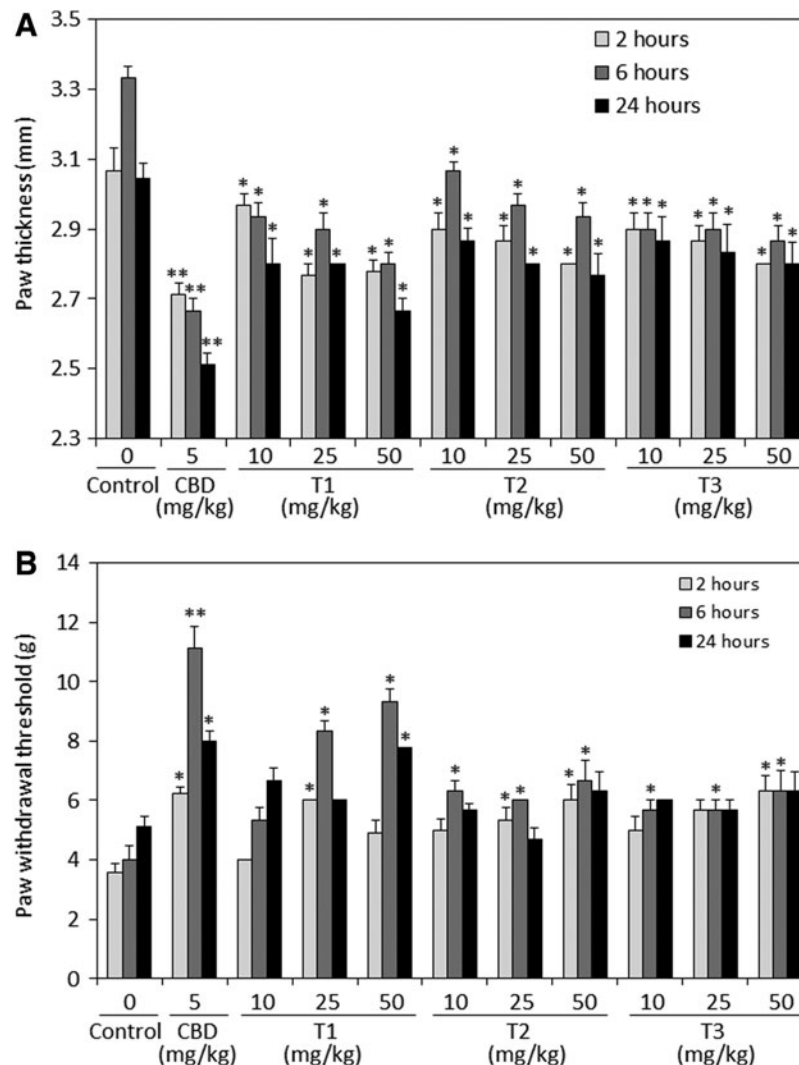 A
3.5
3.3
3.1
2.9
2.7
2.5
2.3
Paw thickness (mm)
2 hours
6 hours
24 hours
** ** **
* * * * * * * * *
* * * * * * * * *
* * * * * * * * *
0 5 10 25 50 10 25 50 10 25 50
Control CBD T1 T2 T3
(mg/kg) (mg/kg) (mg/kg) (mg/kg)
B
14
12
10
8
6
4
2
0
Paw withdrawal threshold (g)
2 hours
6 hours
24 hours
* ** *
* * * *
* * * * *
* * * *
0 5 10 25 50 10 25 50 10 25 50
Control CBD T1 T2 T3
(mg/kg) (mg/kg) (mg/kg) (mg/kg)